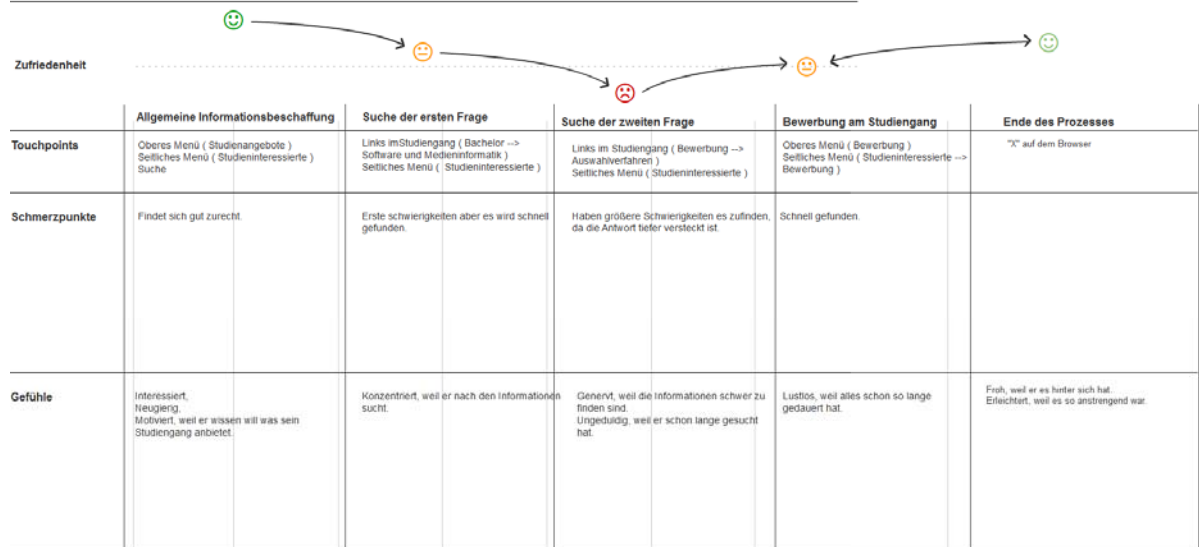 Zufriedenheit
Allgemeine Informationsbeschaffung
Suche der ersten Frage
Suche der zweiten Frage
Bewerbung am Studiengang
Ende des Prozesses
Touchpoints
Oberes Menü ( Studienangebote )
Seitliches Menü ( Studieninteressierte )
Suche
Links imStudiengang ( Bachelor -->
Software und Medieninformatik )
Seitliches Menü ( Studieninteressierte )
Links im Studiengang ( Bewerbung -->
Auswahlverfahren )
Seitliches Menü ( Studieninteressierte )
Oberes Menü ( Bewerbung )
Seitliches Menü ( Studieninteressierte -->
Bewerbung )
"X" auf dem Browser
Schmerzpunkte
Findet sich gut zurecht.
Erste schwierigkeiten aber es wird schnell
gefunden.
Haben größere Schwierigkeiten es zufinden,
da die Antwort tiefer versteckt ist.
Schnell gefunden.
Gefühle
Interessiert,
Neugierig,
Motiviert, weil er wissen will was sein
Studiengang anbietet.
Konzentriert, weil er nach den Informationen
sucht.
Genervt, weil die Informationen schwer zu
finden sind.
Ungeduldig, weil er schon lange gesucht
hat.
Lustlos, weil alles schon so lange
gedauert hat.
Froh, weil er es hinter sich hat.
Erleichtert, weil es so anstrengend war.